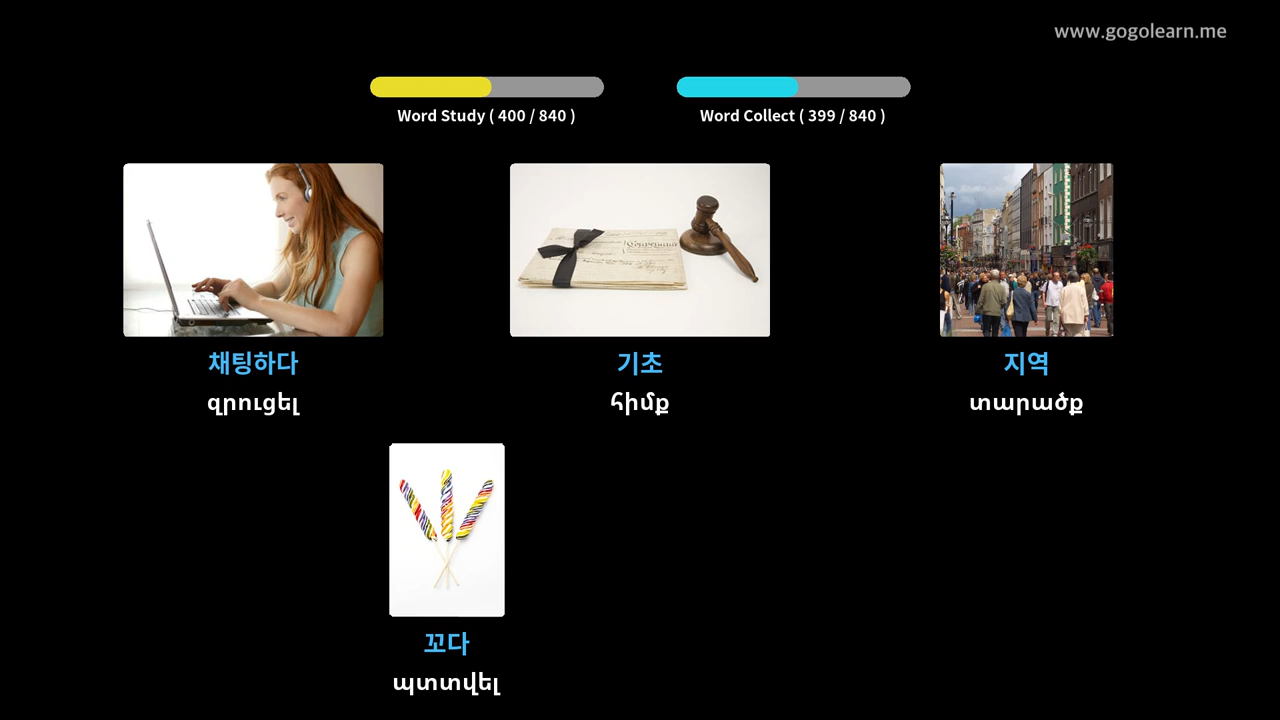 www.gogolearn.me
Word Study ( 400 / 840 )
Word Collect ( 399 / 840 )
채팅하다
զրուցել
기초
հիմք
지역
տարածք
꼬다
պտտվել